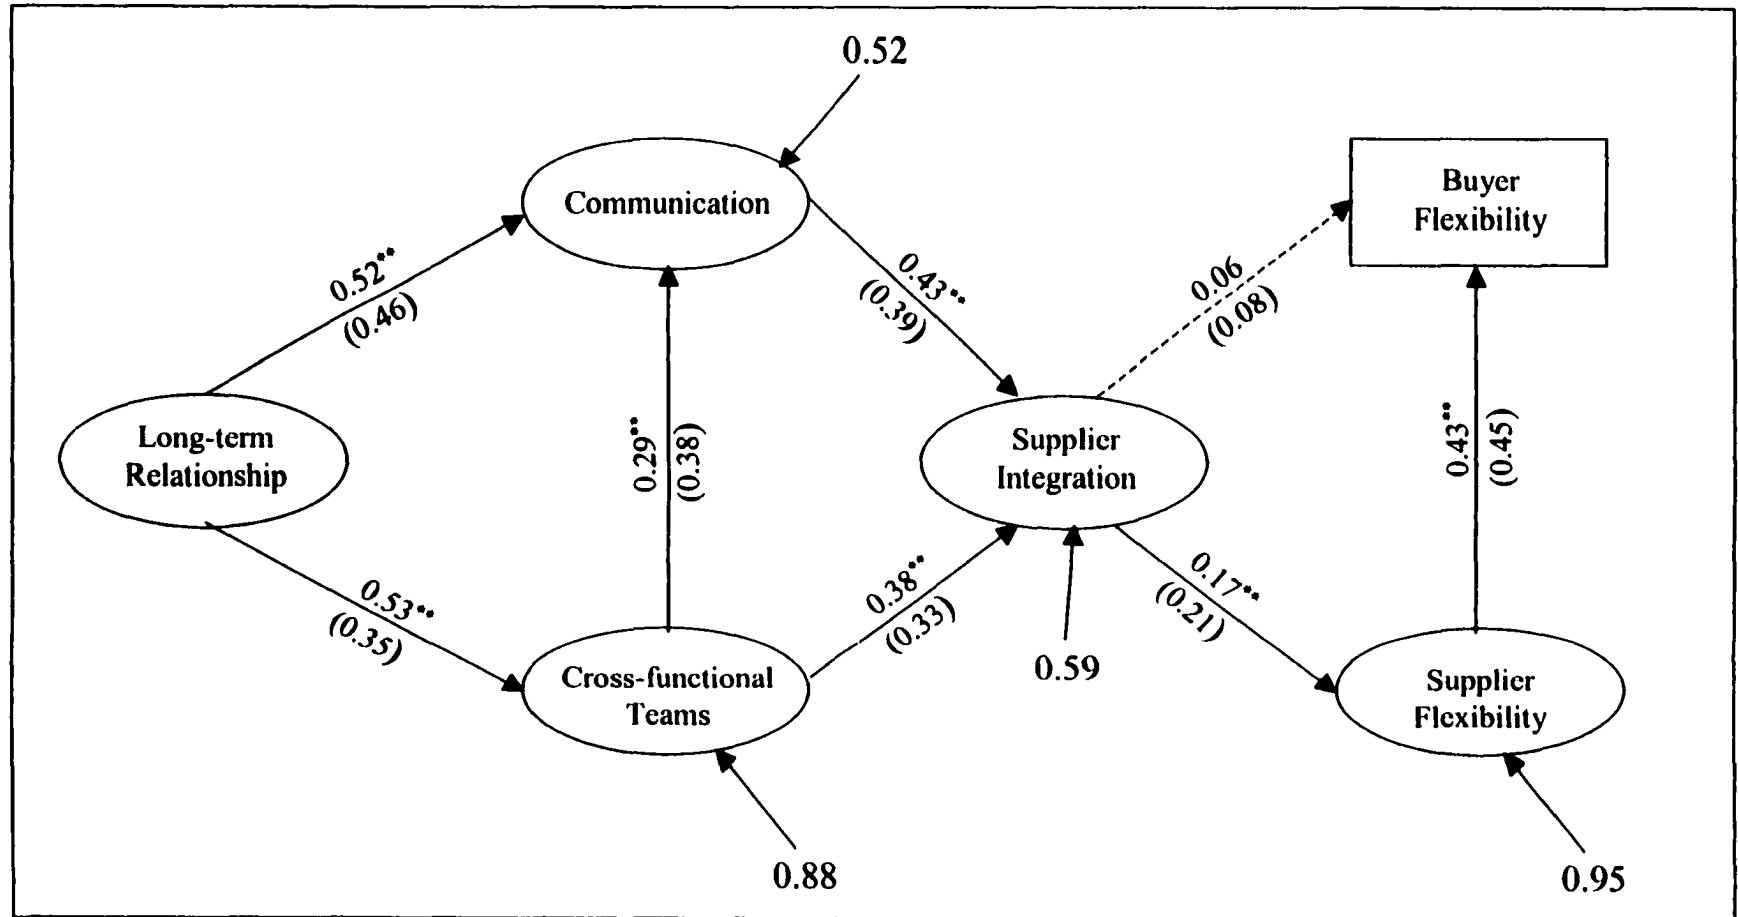 0.52
Communication
Buyer
Flexibility
0.52**
(0.46)
0.43**
(0.39)
0.06
(0.08)
Long-term
Relationship
0.29**
(0.38)
Supplier
Integration
0.43**
(0.45)
0.53**
(0.35)
0.38**
(0.33)
0.17**
(0.21)
0.59
Cross-functional
Teams
Supplier
Flexibility
0.88
0.95